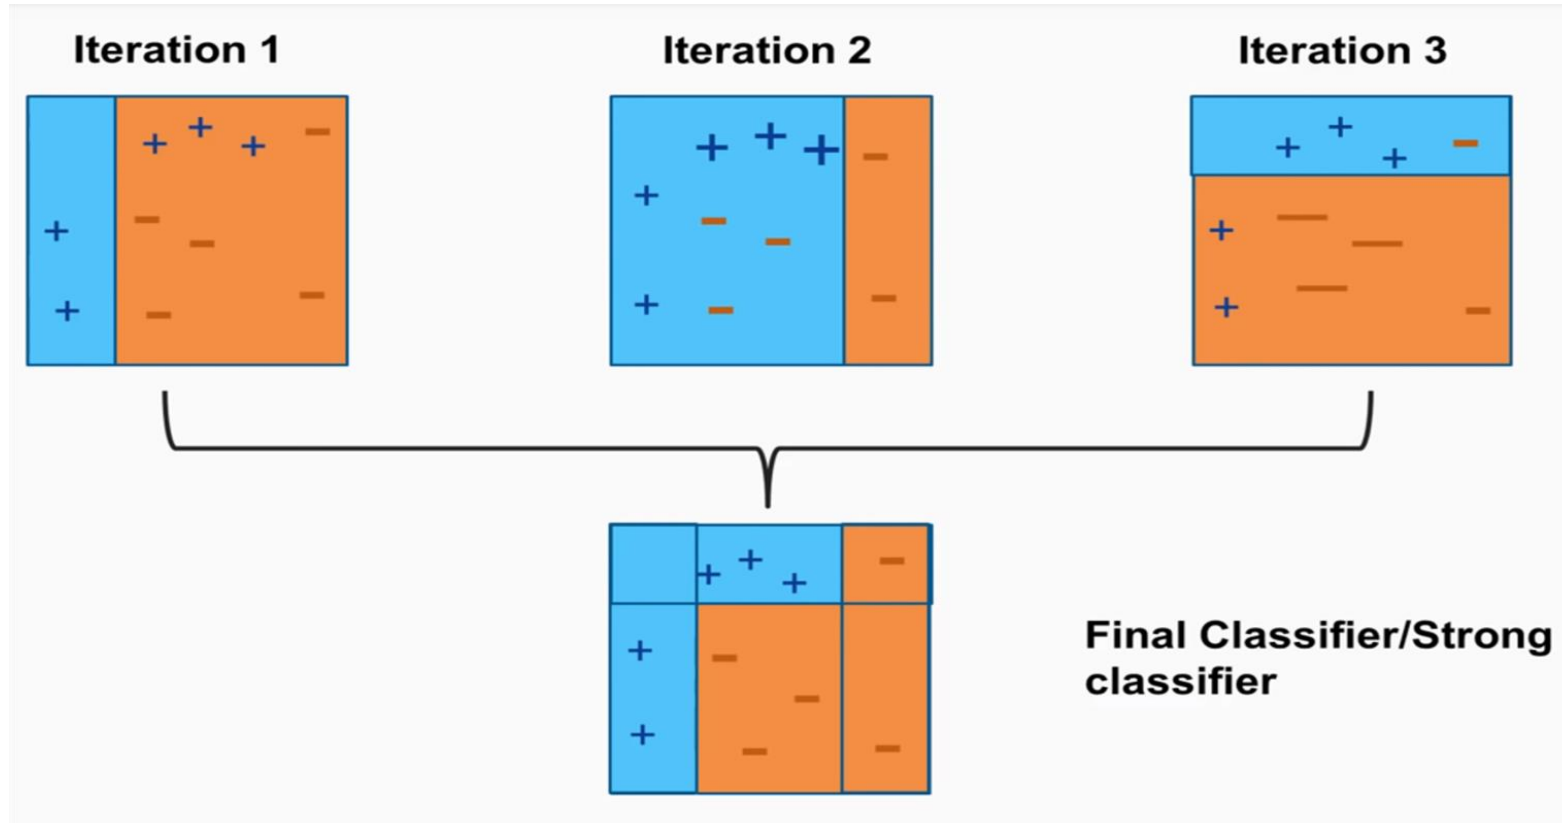 Iteration 1
Iteration 2
Iteration 3
Final Classifier/Strong
classifier